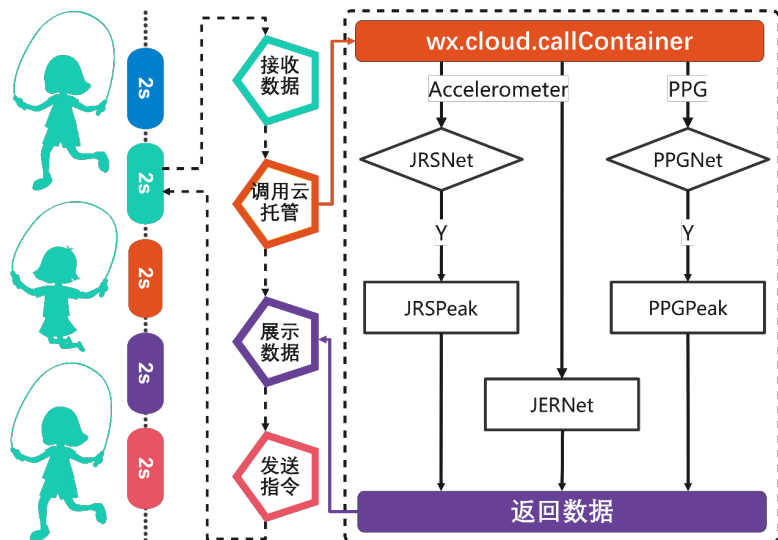 2s
2s
2s
2s
2s
接收
数据
调用云
托管
展示
数据
发送
指令
wx.cloud.callContainer
Accelerometer
PPG
JRSNet
PPGNet
Y
Y
JRSPeak
PPGPeak
JERNet
返回数据